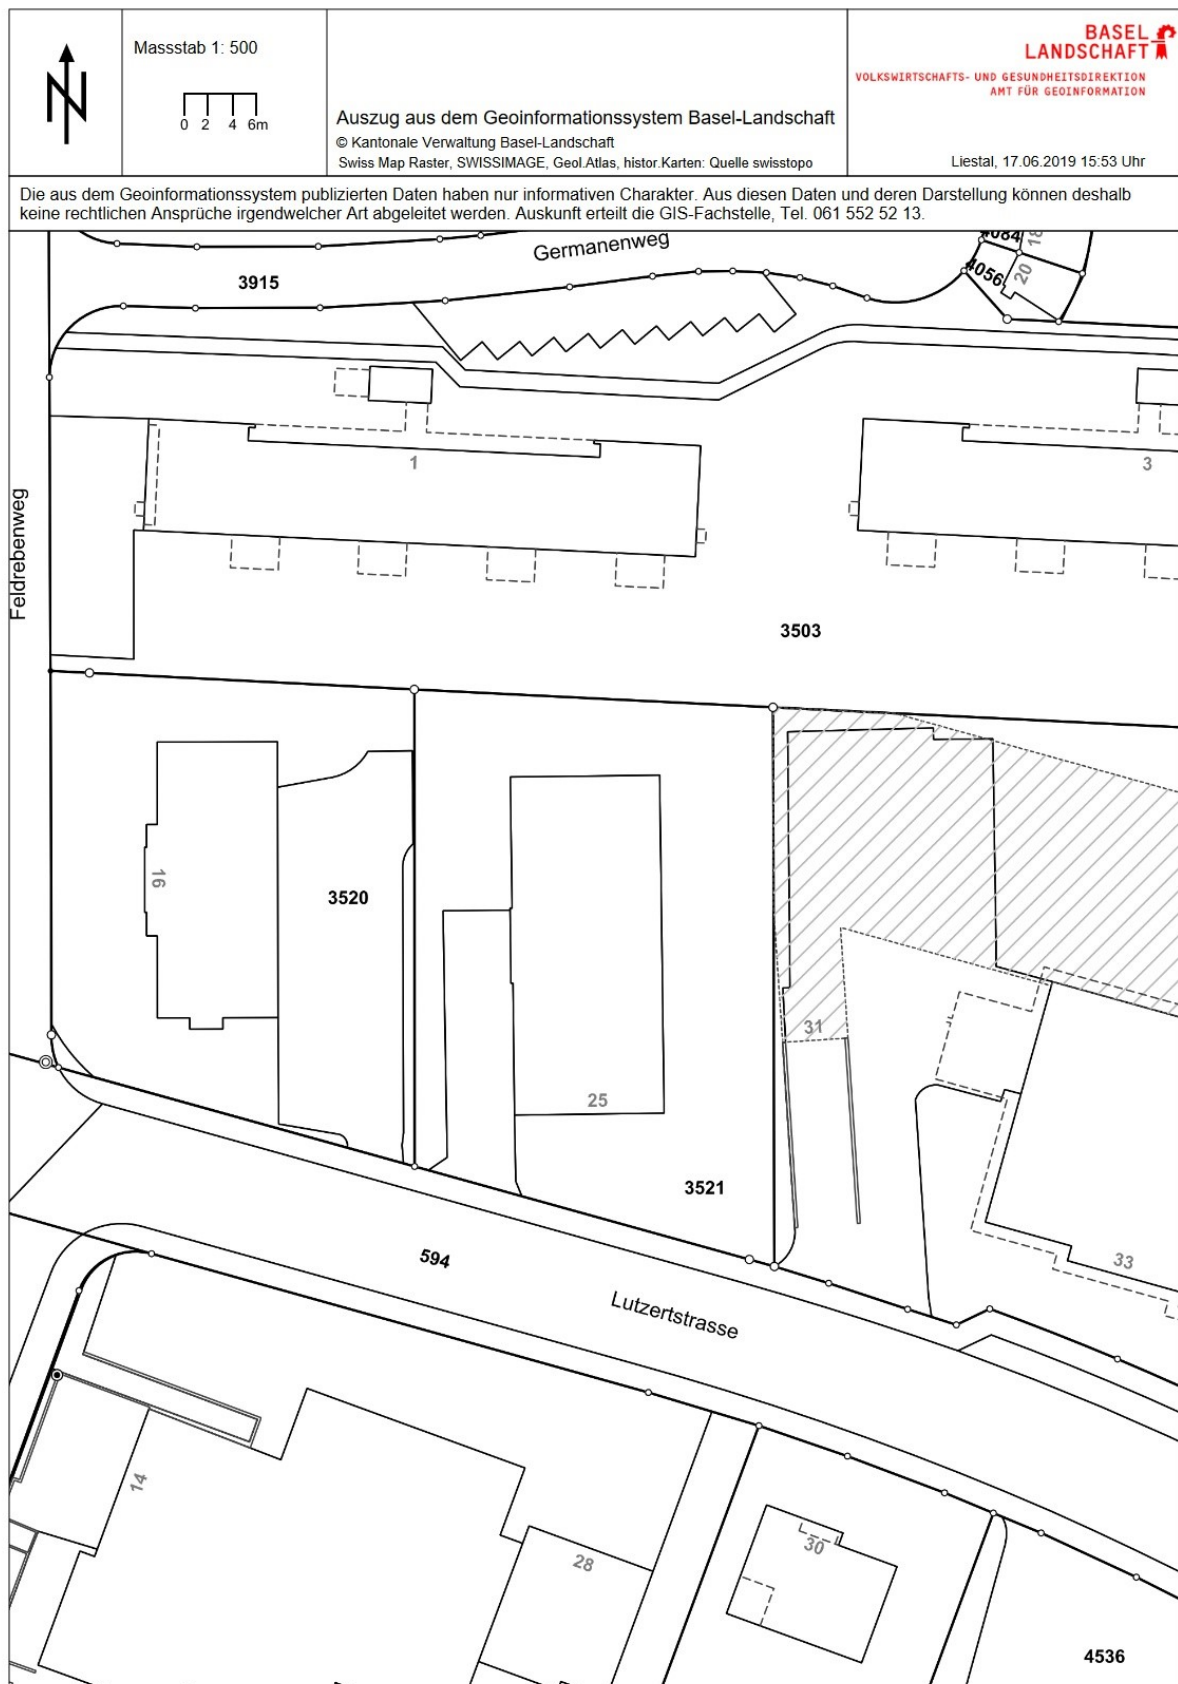 Massstab 1: 500
0 2 4 6m
Auszug aus dem Geoinformationssystem Basel-Landschaft
© Kantonale Verwaltung Basel-Landschaft
Swiss Map Raster, SWISSIMAGE, Geol.Atlas, histor.Karten: Quelle swisstopo
BASEL
LANDSCHAFT
VOLKSWIRTSCHAFTS- UND GESUNDHEITSDIREKTION
AMT FÜR GEOINFORMATION
Liestal, 17.06.2019 15:53 Uhr
Die aus dem Geoinformationssystem publizierten Daten haben nur informativen Charakter. Aus diesen Daten und deren Darstellung können deshalb
keine rechtlichen Ansprüche irgendwelcher Art abgeleitet werden. Auskunft erteilt die GIS-Fachstelle, Tel. 061 552 52 13.
Germanenweg
4084
18
4056
20
3915
1
3
Feldrebenweg
3503
16
3520
31
25
3521
594
33
Lutzertstrasse
14
28
30
4536